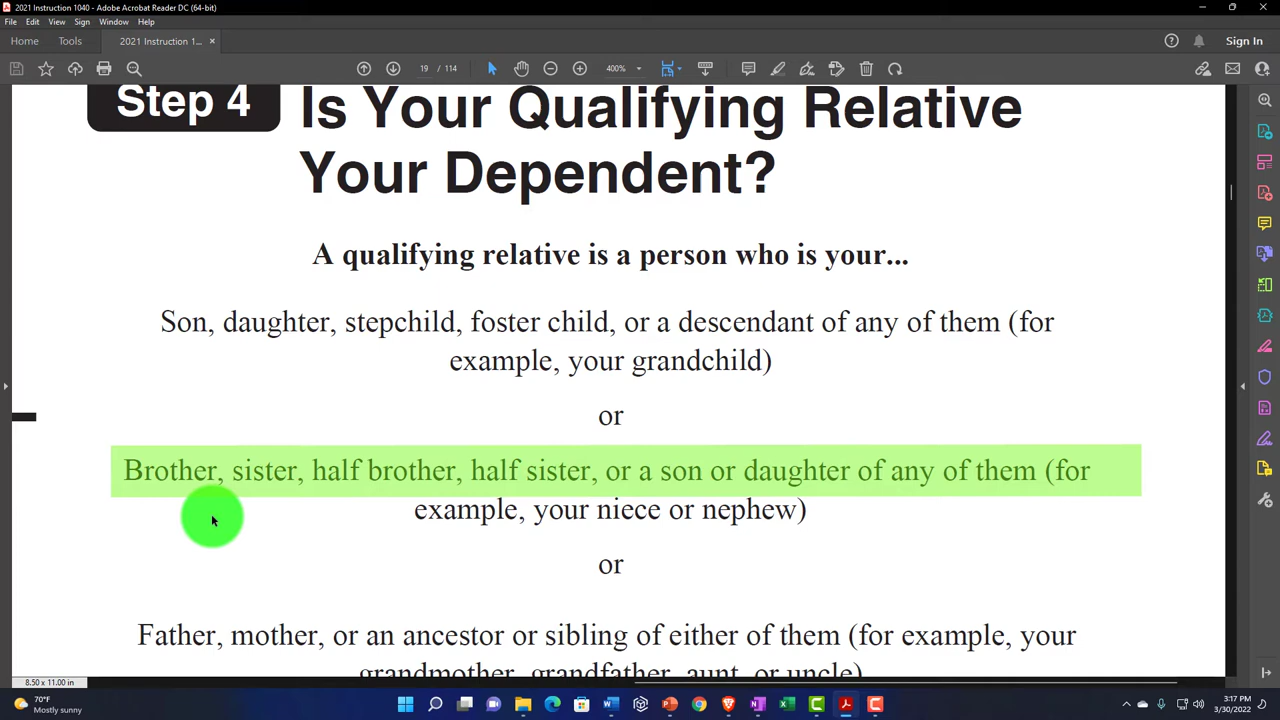 2021 Instruction 1040 - Adobe Acrobat Reader DC (64-bit)
File Edit View Sign Window Help
Home Tools 2021 Instruction 1... × Sign In
19 / 114 400%
Step 4 Is Your Qualifying Relative
Your Dependent?
A qualifying relative is a person who is your...
Son, daughter, stepchild, foster child, or a descendant of any of them (for
example, your grandchild)
or
Brother, sister, half brother, half sister, or a son or daughter of any of them (for
example, your niece or nephew)
or
Father, mother, or an ancestor or sibling of either of them (for example, your
grandmother, grandfather, aunt, or uncle)
8.50 x 11.00 in
70°F
Mostly sunny
3:17 PM
3/30/2022